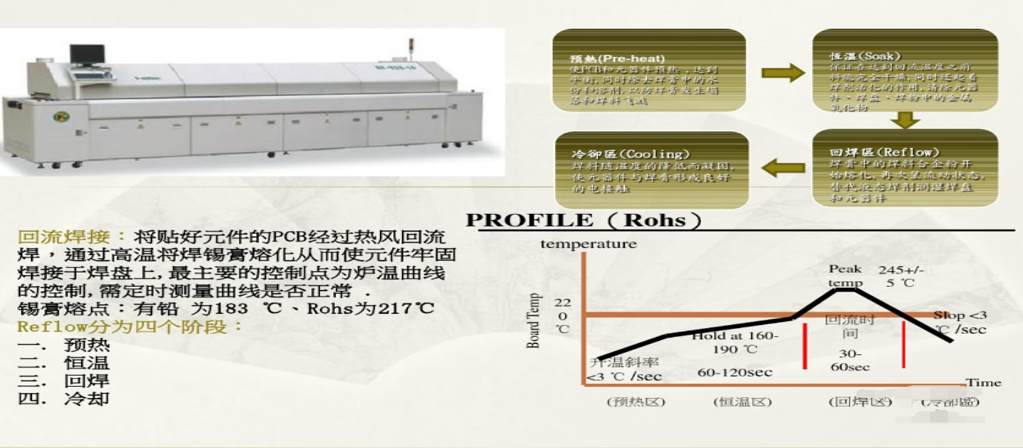 預熱(Pre-heat)
使PCB和元器件预热，达到
平衡,同时除去焊膏中的水
份和溶剂,以防焊膏发生塌
落和焊料飞溅
恆溫(Soak)
保证在达到回流温度之前
料能完全干燥,同时还起着
焊剂活化的作用,清除元器
件、焊盘、焊粉中的金属
氧化物
冷卻區(Cooling)
焊料随温度的降低而凝固,
使元器件与焊膏形成良好
的电接触
回焊區(Reflow)
焊膏中的焊料合金粉开
始熔化,再次呈流动状态,
替代液态焊剂润湿焊盘
和元器件
回流焊接：将贴好元件的PCB经过热风回流
焊，通过高温将焊锡膏熔化从而使元件牢固
焊接于焊盘上,最主要的控制点为炉温曲线
的控制,需定时测量曲线是否正常．
锡膏熔点：有铅 为183 ℃、Rohs为217℃
Reflow分为四个阶段：
一. 预热
二. 恒温
三. 回焊
四. 冷却
PROFILE（Rohs）
temperature
Board Temp
22
0
℃
Peak
temp
245+/-
5 ℃
Slop <3
℃ /sec
Hold at 160-
190 ℃
60-120sec
回流时
间
30-
60sec
升温斜率
<3 ℃ /sec
Time
(预热区)
(恒温区)
(回焊区)
(冷卻區)